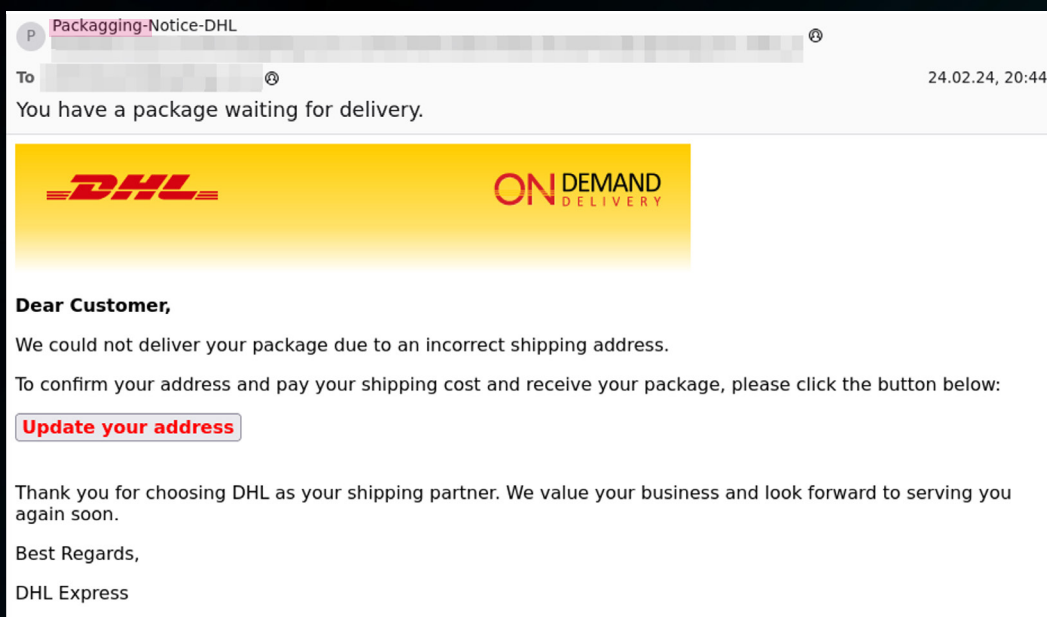 P
Packagging-Notice-DHL
To
24.02.24, 20:44
You have a package waiting for delivery.
DHL
ON DEMAND
DELIVERY
Dear Customer,
We could not deliver your package due to an incorrect shipping address.
To confirm your address and pay your shipping cost and receive your package, please click the button below:
Update your address
Thank you for choosing DHL as your shipping partner. We value your business and look forward to serving you
again soon.
Best Regards,
DHL Express